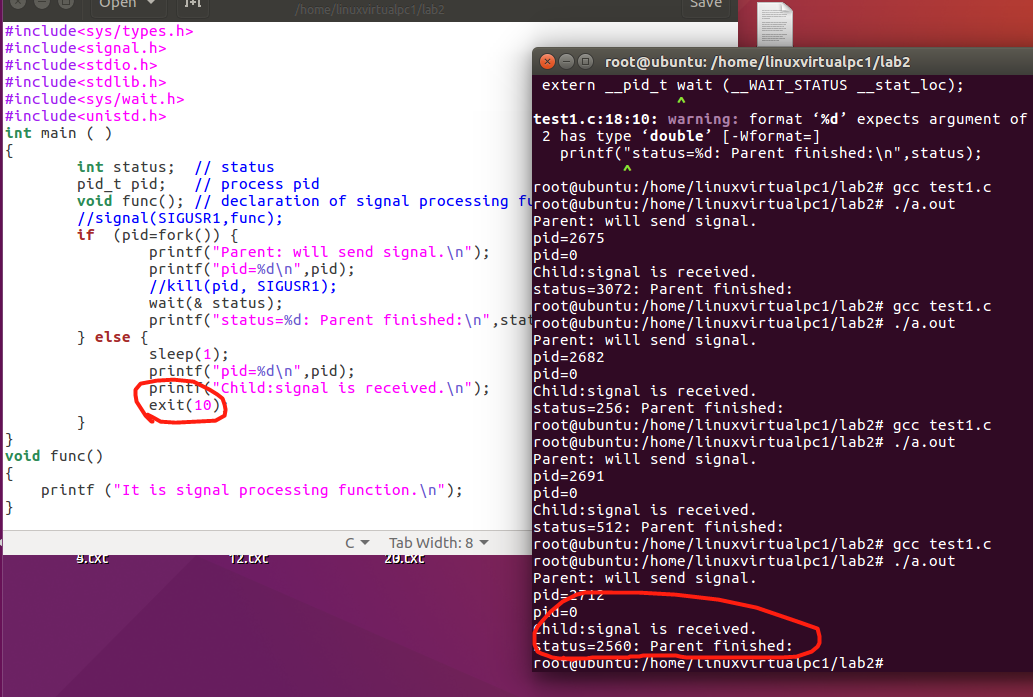 Open
/home/linuxvirtualpc1/lab2
Save
#include<sys/types.h>
#include<signal.h>
#include<stdio.h>
#include<stdlib.h>
#include<sys/wait.h>
#include<unistd.h>
int main ( )
{
int status;  // status
pid_t pid;   // process pid
void func(); // declaration of signal processing fu
//signal(SIGUSR1,func);
if  (pid=fork()) {
printf("Parent: will send signal.\n");
printf("pid=%d\n",pid);
//kill(pid, SIGUSR1);
wait(& status);
printf("status=%d: Parent finished:\n",stat
} else {
sleep(1);
printf("pid=%d\n",pid);
printf("Child:signal is received.\n");
exit(10)
}
}
void func()
{
printf ("It is signal processing function.\n");
}
C
Tab Width: 8
4.txt
12.txt
20.txt
root@ubuntu: /home/linuxvirtualpc1/lab2
extern __pid_t wait (__WAIT_STATUS __stat_loc);
^
test1.c:18:10: warning: format ‘%d’ expects argument of
2 has type ‘double’ [-Wformat=]
printf("status=%d: Parent finished:\n",status);
^
root@ubuntu:/home/linuxvirtualpc1/lab2# gcc test1.c
root@ubuntu:/home/linuxvirtualpc1/lab2# ./a.out
Parent: will send signal.
pid=2675
pid=0
Child:signal is received.
status=3072: Parent finished:
root@ubuntu:/home/linuxvirtualpc1/lab2# gcc test1.c
root@ubuntu:/home/linuxvirtualpc1/lab2# ./a.out
Parent: will send signal.
pid=2682
pid=0
Child:signal is received.
status=256: Parent finished:
root@ubuntu:/home/linuxvirtualpc1/lab2# gcc test1.c
root@ubuntu:/home/linuxvirtualpc1/lab2# ./a.out
Parent: will send signal.
pid=2691
pid=0
Child:signal is received.
status=512: Parent finished:
root@ubuntu:/home/linuxvirtualpc1/lab2# gcc test1.c
root@ubuntu:/home/linuxvirtualpc1/lab2# ./a.out
Parent: will send signal.
pid=2712
pid=0
Child:signal is received.
status=2560: Parent finished:
root@ubuntu:/home/linuxvirtualpc1/lab2#